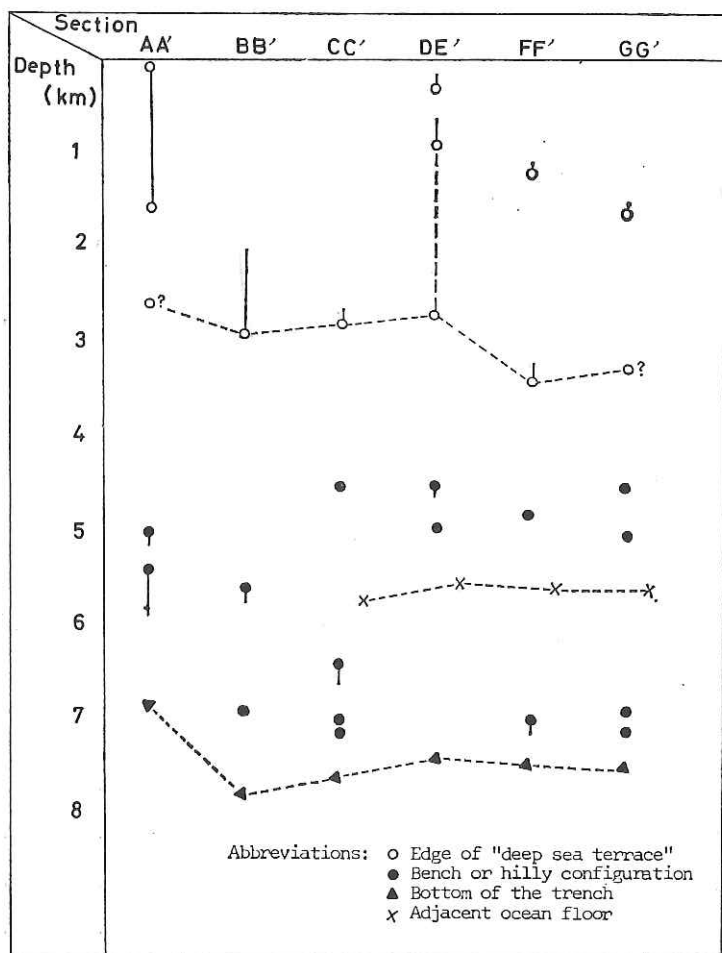 Section
AA' BB' CC' DE' FF' GG'
Depth
(km)
1
2
?
3
?
4
5
6
7
8
Abbreviations: o Edge of "deep sea terrace"
● Bench or hilly configuration
▲ Bottom of the trench
x Adjacent ocean floor